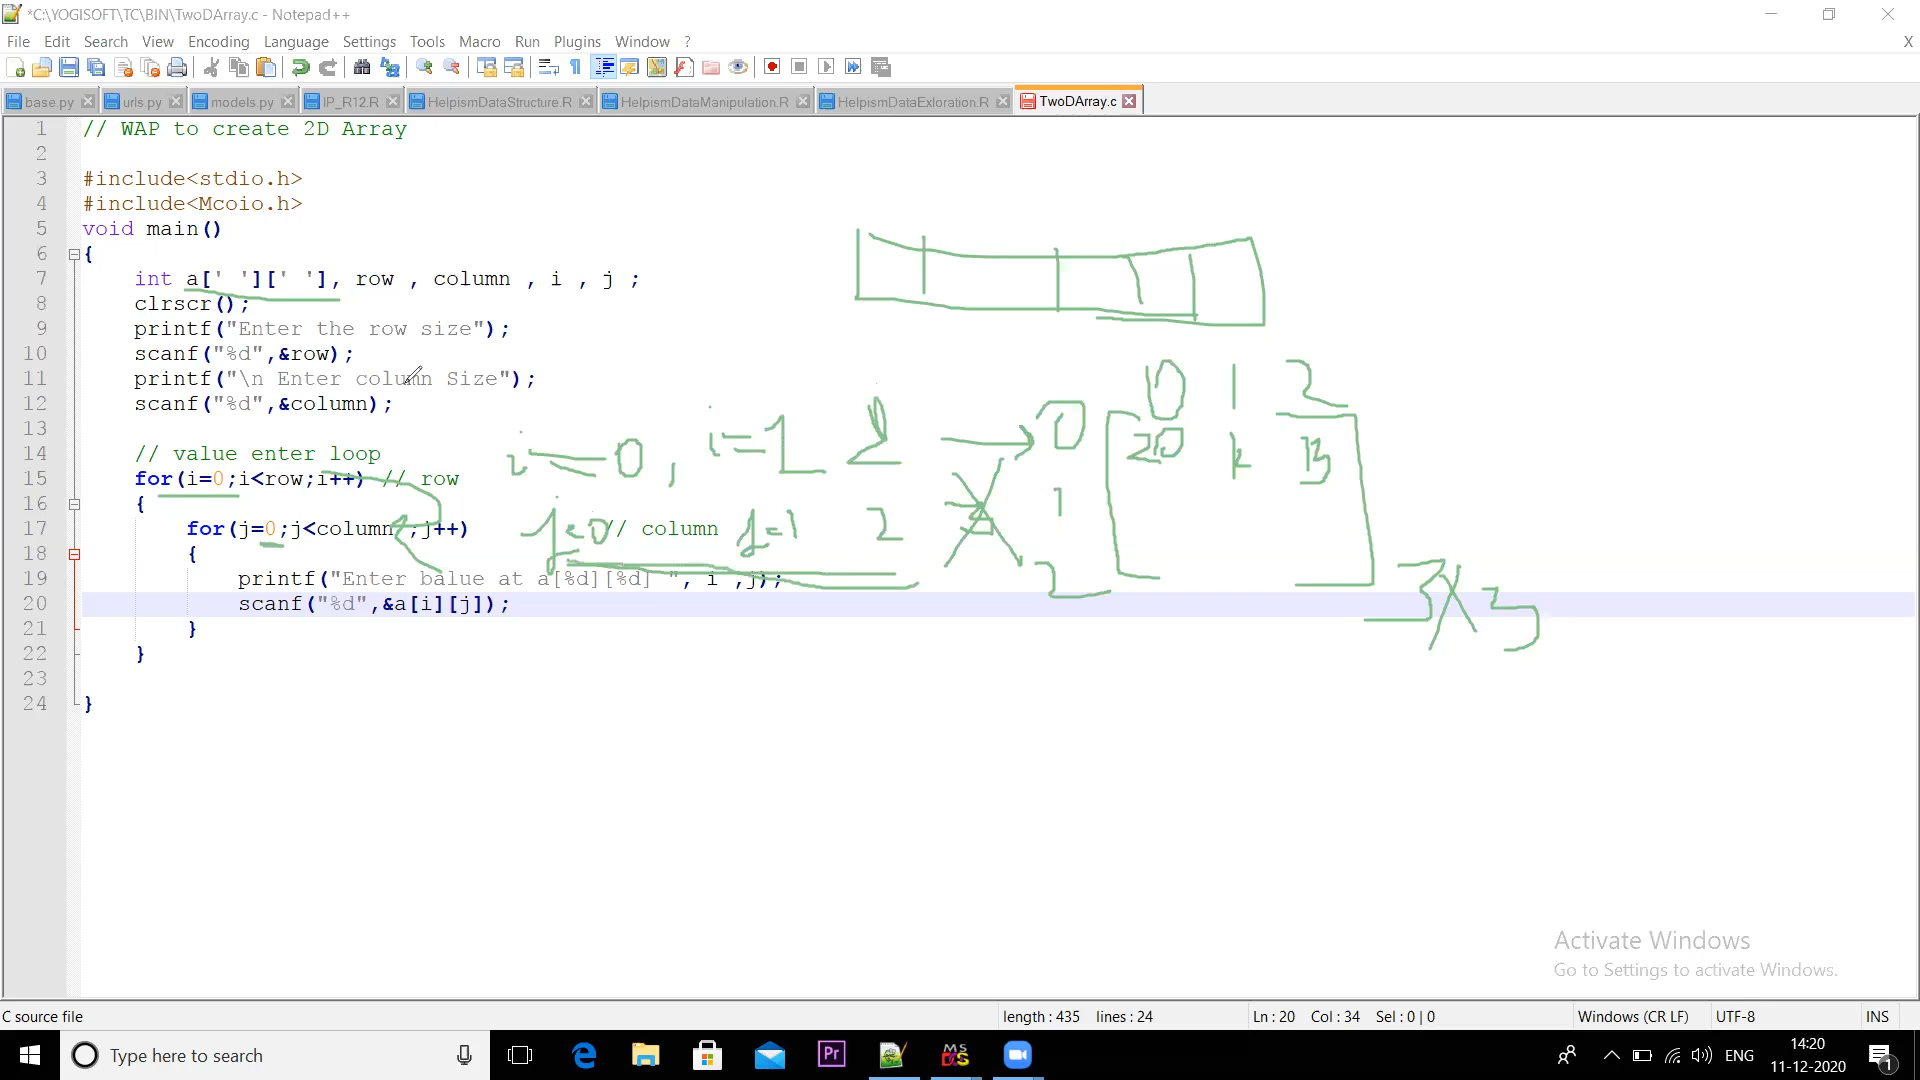 *C:\YOGISOFT\TC\BIN\TwoDArray.c - Notepad++
File Edit Search View Encoding Language Settings Tools Macro Run Plugins Window ? X
base.py urls.py models.py IP_R12.R HelpismDataStructure.R HelpismDataManipulation.R HelpismDataExloration.R TwoDArray.c
1 // WAP to create 2D Array
2
3 #include<stdio.h>
4 #include<Mcoio.h>
5 void main()
6 {
7 int a[' '][' '], row , column , i , j ;
8 clrscr();
9 printf("Enter the row size");
10 scanf("%d",&row);
11 printf("\n Enter column Size");
12 scanf("%d",&column);
13
14 // value enter loop
15 for(i=0;i<row;i++) // row
16 {
17 for(j=0;j<column ;j++) // column
18 {
19 printf("Enter balue at a[%d][%d] ", i ,j);
20 scanf("%d",&a[i][j]);
21 }
22 }
23
24 }
0 1 2
i=0, i=1 2 0 20
j=0 j=1 2 1
2
3X3
Activate Windows
Go to Settings to activate Windows.
C source file length : 435 lines : 24 Ln : 20 Col : 34 Sel : 0 | 0 Windows (CR LF) UTF-8 INS
Type here to search Pr MS ENG 14:20
11-12-2020 1